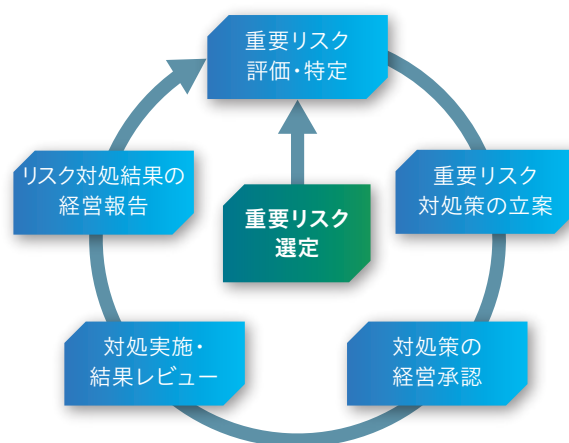 重要リスク
評価・特定
リスク対処結果の
経営報告
重要リスク
対処策の立案
重要リスク
選定
対処実施・
結果レビュー
対処策の
経営承認